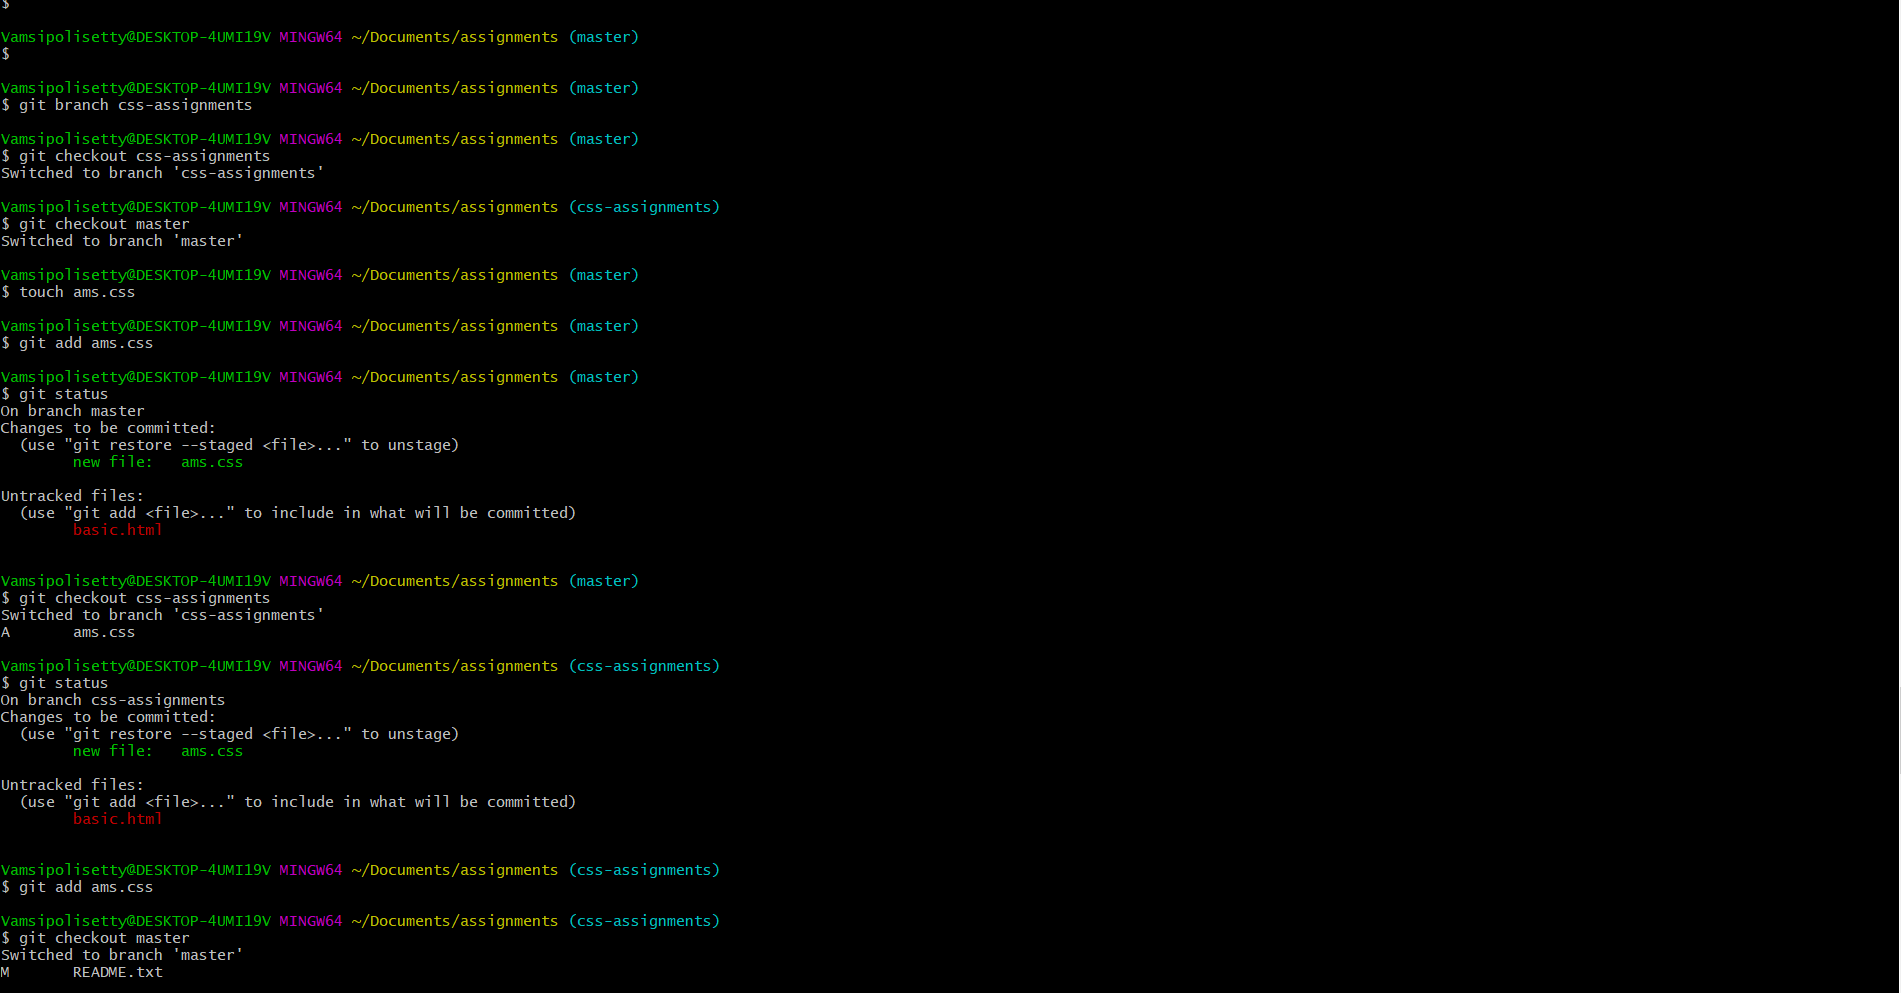 $
Vamsipolisetty@DESKTOP-4UMI19V MINGW64 ~/Documents/assignments (master)
$
Vamsipolisetty@DESKTOP-4UMI19V MINGW64 ~/Documents/assignments (master)
$ git branch css-assignments
Vamsipolisetty@DESKTOP-4UMI19V MINGW64 ~/Documents/assignments (master)
$ git checkout css-assignments
Switched to branch 'css-assignments'
Vamsipolisetty@DESKTOP-4UMI19V MINGW64 ~/Documents/assignments (css-assignments)
$ git checkout master
Switched to branch 'master'
Vamsipolisetty@DESKTOP-4UMI19V MINGW64 ~/Documents/assignments (master)
$ touch ams.css
Vamsipolisetty@DESKTOP-4UMI19V MINGW64 ~/Documents/assignments (master)
$ git add ams.css
Vamsipolisetty@DESKTOP-4UMI19V MINGW64 ~/Documents/assignments (master)
$ git status
On branch master
Changes to be committed:
  (use "git restore --staged <file>..." to unstage)
        new file:   ams.css
Untracked files:
  (use "git add <file>..." to include in what will be committed)
        basic.html
Vamsipolisetty@DESKTOP-4UMI19V MINGW64 ~/Documents/assignments (master)
$ git checkout css-assignments
Switched to branch 'css-assignments'
A       ams.css
Vamsipolisetty@DESKTOP-4UMI19V MINGW64 ~/Documents/assignments (css-assignments)
$ git status
On branch css-assignments
Changes to be committed:
  (use "git restore --staged <file>..." to unstage)
        new file:   ams.css
Untracked files:
  (use "git add <file>..." to include in what will be committed)
        basic.html
Vamsipolisetty@DESKTOP-4UMI19V MINGW64 ~/Documents/assignments (css-assignments)
$ git add ams.css
Vamsipolisetty@DESKTOP-4UMI19V MINGW64 ~/Documents/assignments (css-assignments)
$ git checkout master
Switched to branch 'master'
M       README.txt